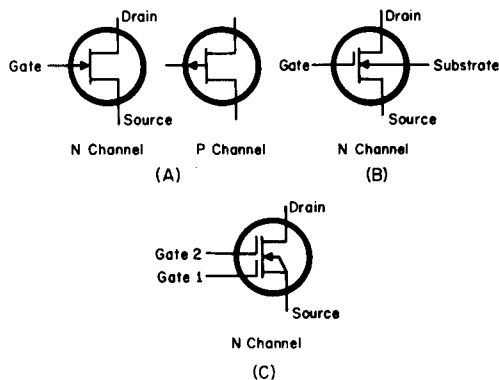 Drain
Gate
Source
N Channel
P Channel
(A)
Drain
Gate
Substrate
Source
N Channel
(B)
Drain
Gate 2
Gate 1
Source
N Channel
(C)